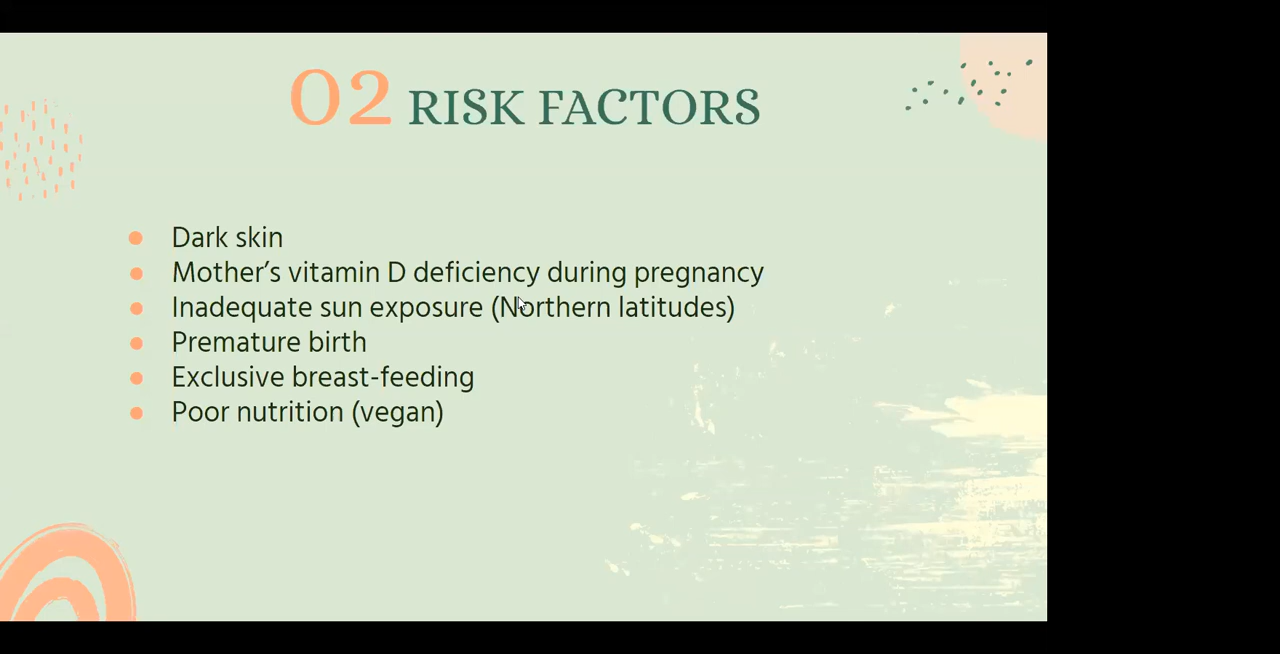 02 RISK FACTORS
Dark skin
Mother's vitamin D deficiency during pregnancy
Inadequate sun exposure (Northern latitudes)
Premature birth
Exclusive breast-feeding
Poor nutrition (vegan)